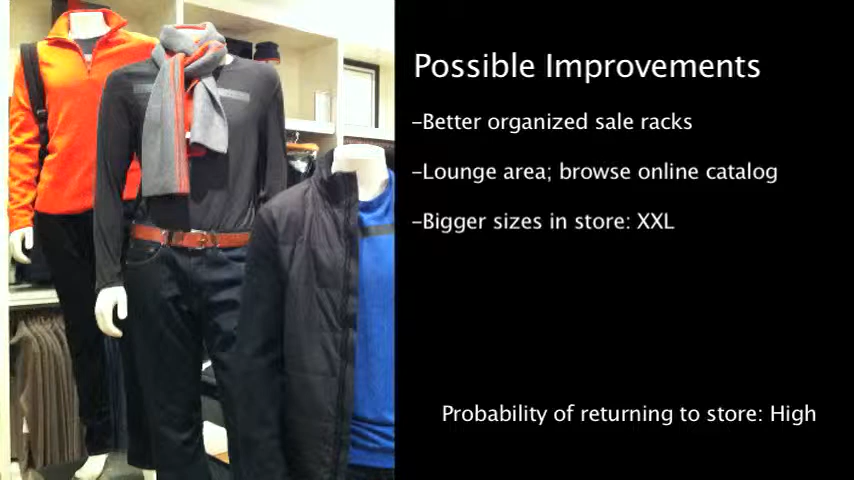 Possible Improvements
-Better organized sale racks
-Lounge area; browse online catalog
-Bigger sizes in store: XXL
Probability of returning to store: High